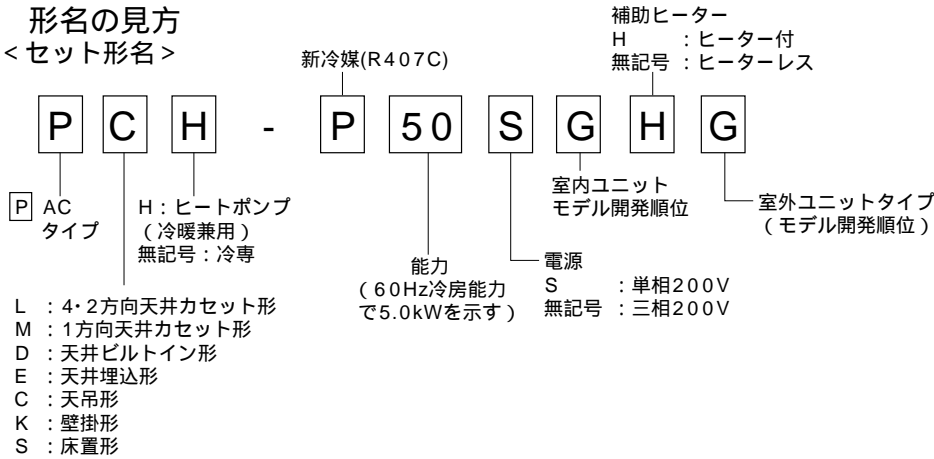 形名の見方
<セット形名>
補助ヒーター
H :ヒーター付
無記号 :ヒーターレス
新冷媒(R407C)
P C H - P 50 S G H G
P AC
タイプ
H:ヒートポンプ
(冷暖兼用)
無記号:冷専
能力
(60Hz冷房能力
で5.0kWを示す)
電源
S :単相200V
無記号 :三相200V
室内ユニット
モデル開発順位
室外ユニットタイプ
(モデル開発順位)
L :4・2方向天井カセット形
M :1方向天井カセット形
D :天井ビルトイン形
E :天井埋込形
C :天吊形
K :壁掛形
S :床置形